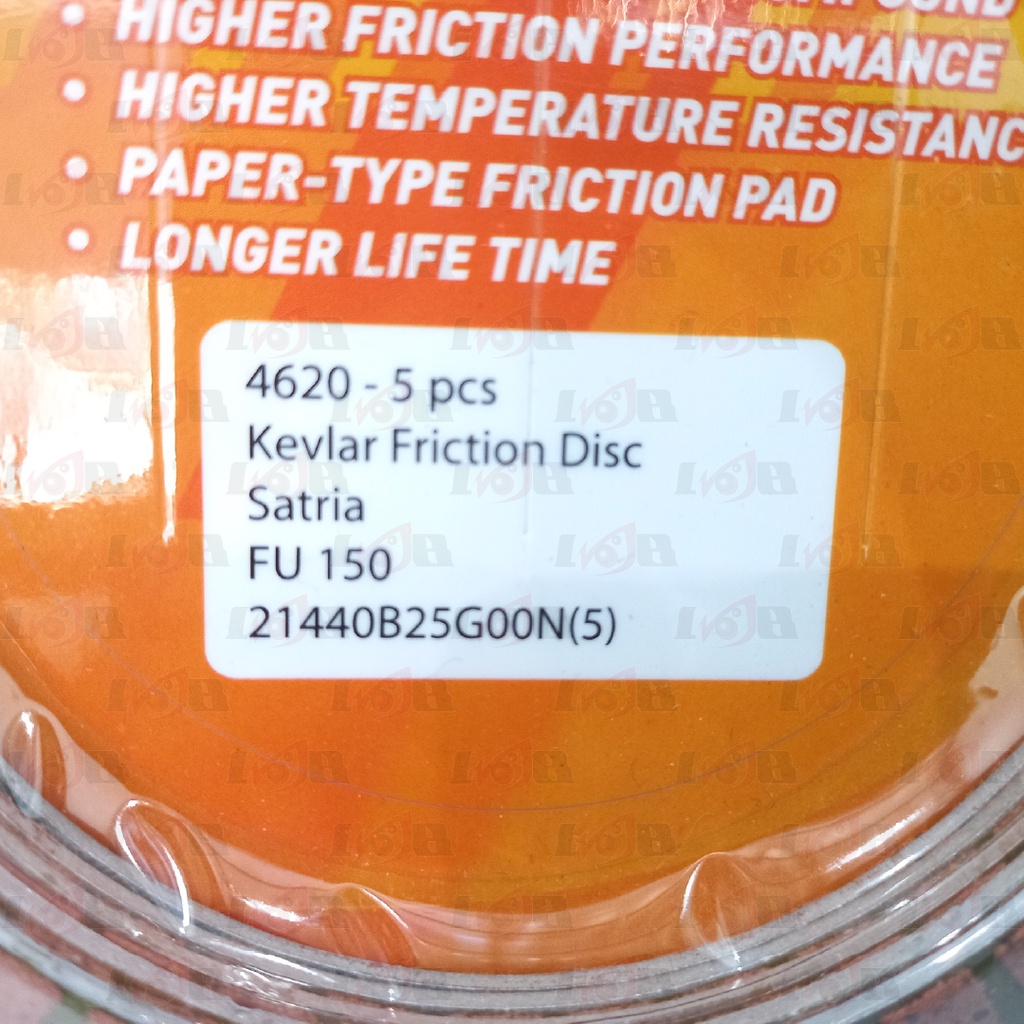 HIGHER FRICTION PERFORMANCE
HIGHER TEMPERATURE RESISTANC
PAPER-TYPE FRICTION PAD
LONGER LIFE TIME
4620 - 5 pcs
Kevlar Friction Disc
Satria
FU 150
21440B25G00N(5)